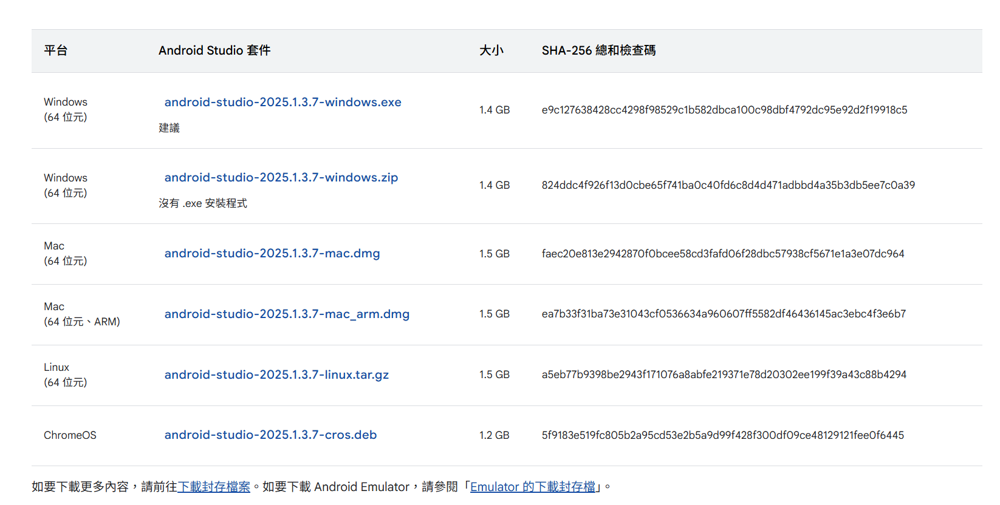 平台 Android Studio 套件 大小 SHA-256 總和檢查碼
Windows
(64 位元)
android-studio-2025.1.3.7-windows.exe
建議
1.4 GB
e9c127638428cc4298f98529c1b582dbca100c98dbf4792dc95e92d2f19918c5
Windows
(64 位元)
android-studio-2025.1.3.7-windows.zip
沒有 .exe 安裝程式
1.4 GB
824ddc4f926f13d0cbe65f741ba0c40fd6c8d4d471adbbd4a35b3db5ee7c0a39
Mac
(64 位元)
android-studio-2025.1.3.7-mac.dmg
1.5 GB
faec20e813e2942870f0bcee58cd3fafd06f28dbc57938cf5671e1a3e07dc964
Mac
(64 位元、ARM)
android-studio-2025.1.3.7-mac_arm.dmg
1.5 GB
ea7b33f31ba73e31043cf0536634a960607ff5582df46436145ac3ebc4f3e6b7
Linux
(64 位元)
android-studio-2025.1.3.7-linux.tar.gz
1.5 GB
a5eb77b9398be2943f171076a8abfe219371e78d20302ee199f39a43c88b4294
ChromeOS
android-studio-2025.1.3.7-cros.deb
1.2 GB
5f9183e519fc805b2a95cd53e2b5a9d99f428f300df09ce48129121fee0f6445
如要下載更多內容，請前往下載封存檔案。如要下載 Android Emulator，請參閱「Emulator 的下載封存檔」。